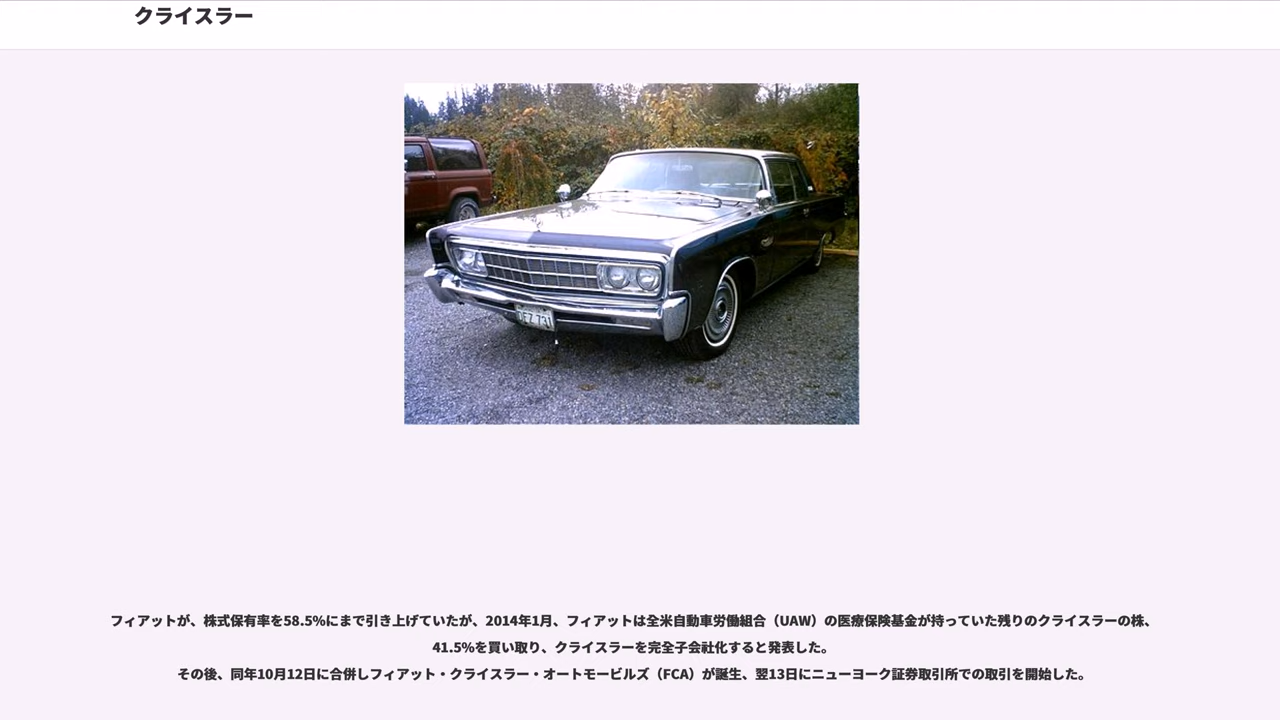 クライスラー
フィアットが、株式保有率を58.5%にまで引き上げていたが、2014年1月、フィアットは全米自動車労働組合（UAW）の医療保険基金が持っていた残りのクライスラーの株、
41.5%を買い取り、クライスラーを完全子会社化すると発表した。
その後、同年10月12日に合併しフィアット・クライスラー・オートモービルズ（FCA）が誕生、翌13日にニューヨーク証券取引所での取引を開始した。